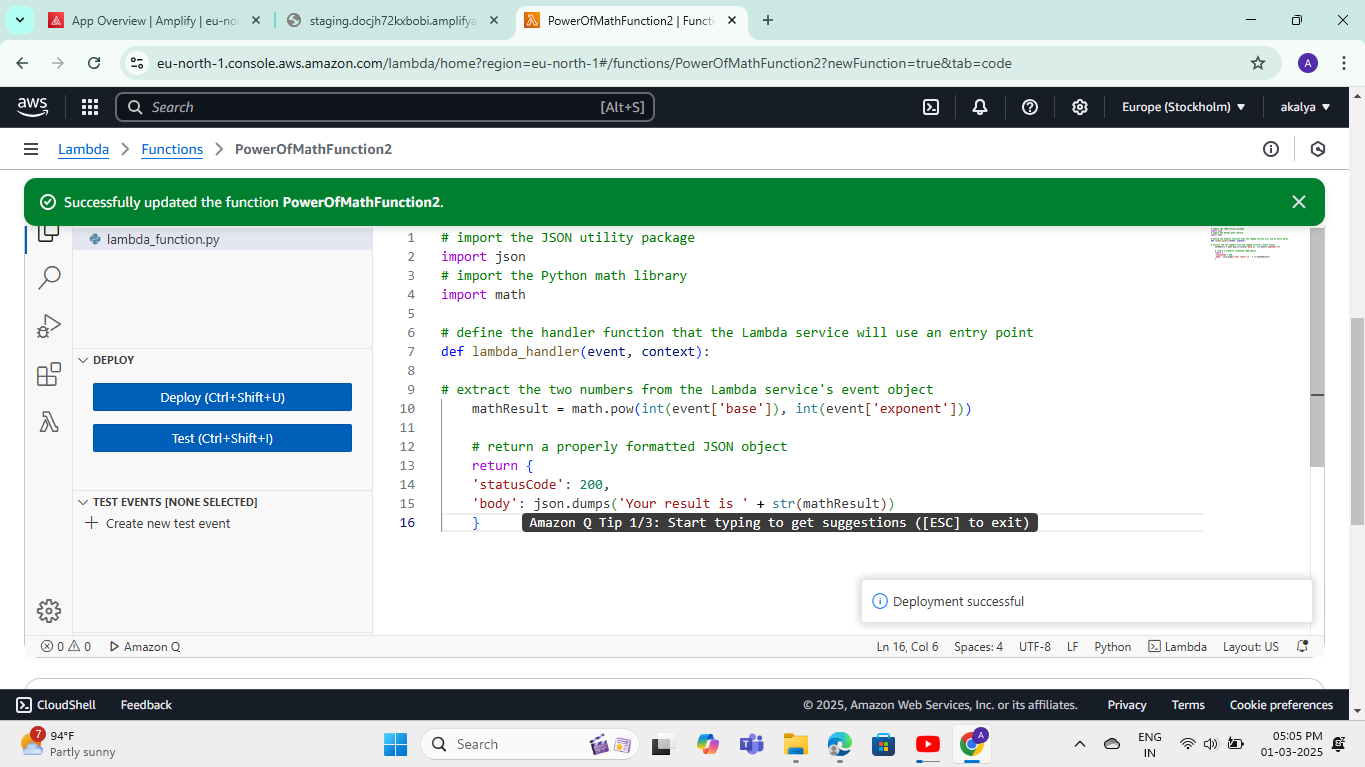 App Overview | Amplify | eu-no
staging.docjh72kxbobi.amplifya
PowerOfMathFunction2 | Functi
eu-north-1.console.aws.amazon.com/lambda/home?region=eu-north-1#/functions/PowerOfMathFunction2?newFunction=true&tab=code
A
aws
Search
[Alt+S]
Europe (Stockholm)
akalya
Lambda
Functions
PowerOfMathFunction2
Successfully updated the function PowerOfMathFunction2.
lambda_function.py
DEPLOY
Deploy (Ctrl+Shift+U)
Test (Ctrl+Shift+I)
TEST EVENTS [NONE SELECTED]
Create new test event
1 # import the JSON utility package
2 import json
3 # import the Python math library
4 import math
5
6 # define the handler function that the Lambda service will use an entry point
7 def lambda_handler(event, context):
8
9 # extract the two numbers from the Lambda service's event object
10     mathResult = math.pow(int(event['base']), int(event['exponent']))
11
12     # return a properly formatted JSON object
13     return {
14     'statusCode': 200,
15     'body': json.dumps('Your result is ' + str(mathResult))
16     }
Amazon Q Tip 1/3: Start typing to get suggestions ([ESC] to exit)
Deployment successful
0 0 Amazon Q
Ln 16, Col 6 Spaces: 4 UTF-8 LF Python Lambda Layout: US
CloudShell Feedback
© 2025, Amazon Web Services, Inc. or its affiliates. Privacy Terms Cookie preferences
7
94°F
Partly sunny
Search
A
ENG
IN
05:05 PM
01-03-2025